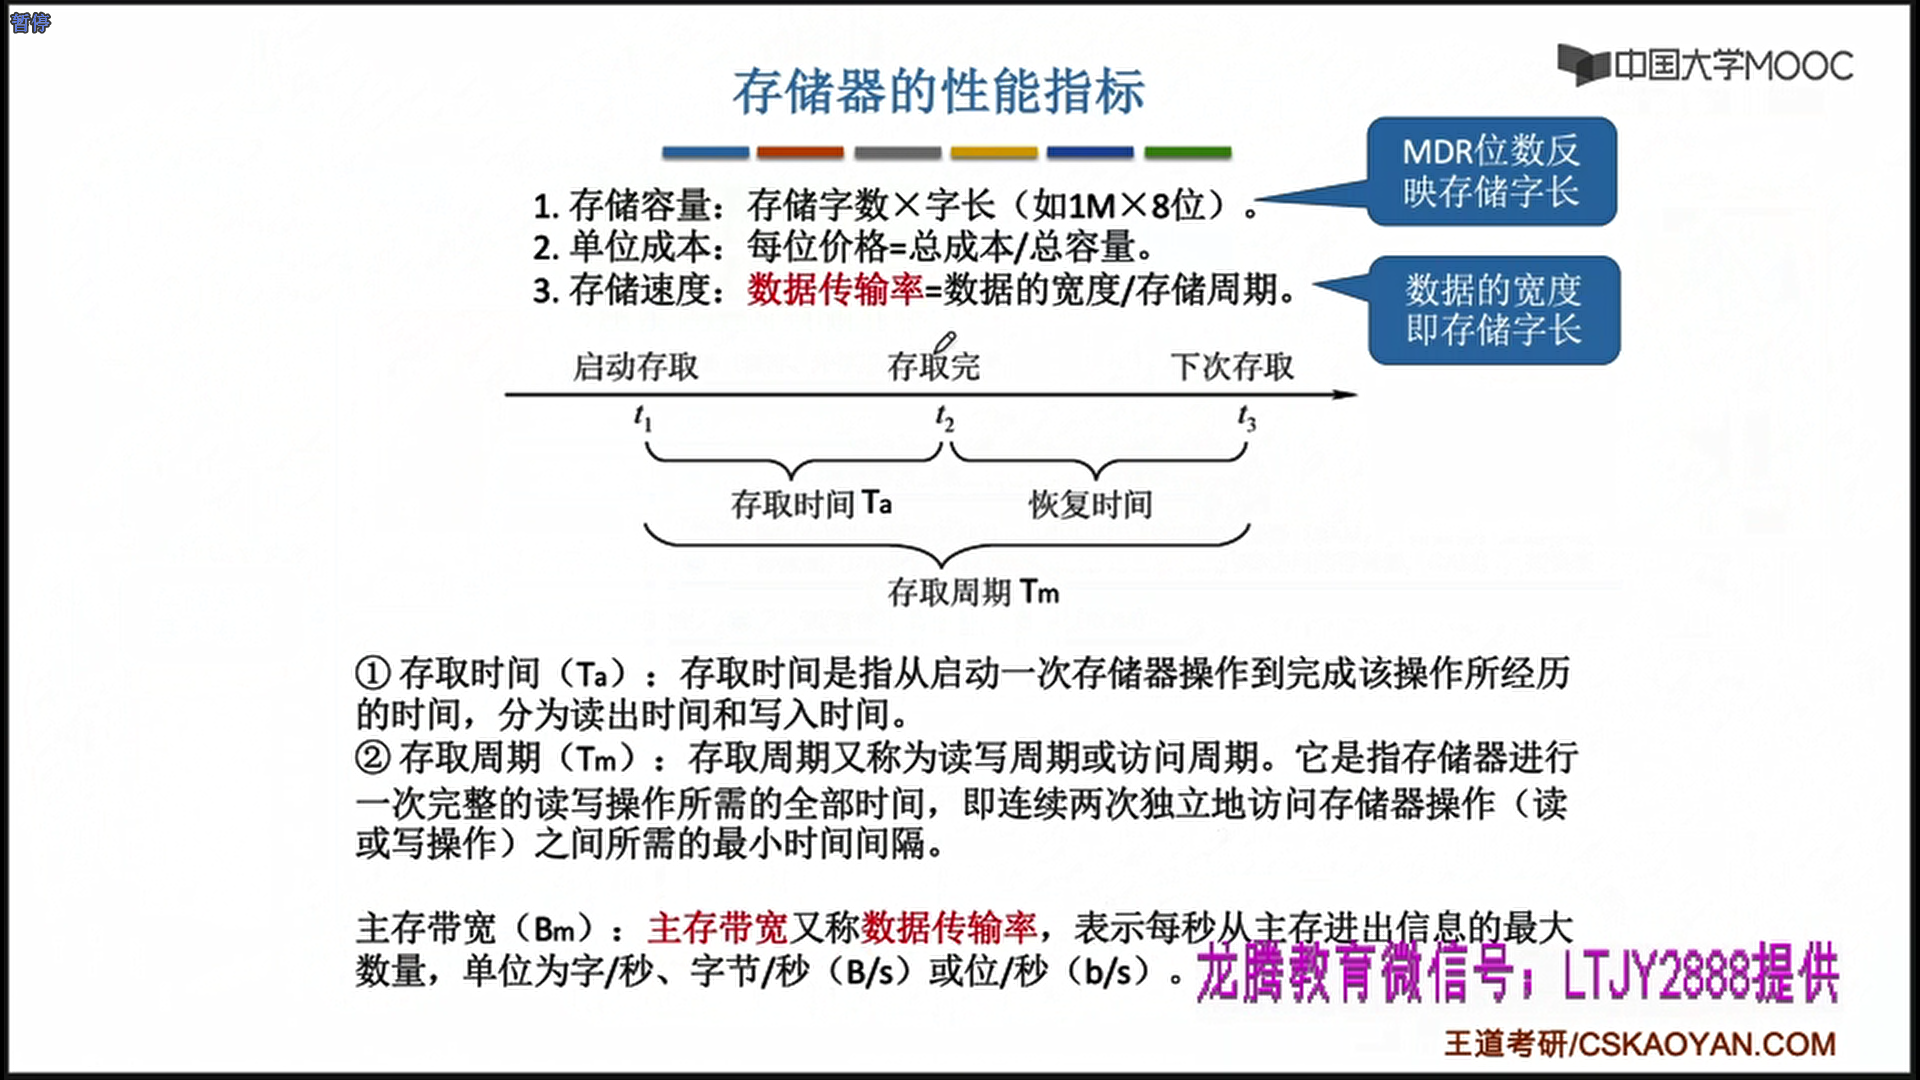 暂停
中国大学MOOC
存储器的性能指标
MDR位数反
映存储字长
1. 存储容量：存储字数×字长（如1M×8位）。
2. 单位成本：每位价格=总成本/总容量。
3. 存储速度：数据传输率=数据的宽度/存储周期。
数据的宽度
即存储字长
启动存取 存取完 下次存取
t1 t2 t3
存取时间 Ta 恢复时间
存取周期 Tm
① 存取时间（Ta）：存取时间是指从启动一次存储器操作到完成该操作所经历
的时间，分为读出时间和写入时间。
② 存取周期（Tm）：存取周期又称为读写周期或访问周期。它是指存储器进行
一次完整的读写操作所需的全部时间，即连续两次独立地访问存储器操作（读
或写操作）之间所需的最小时间间隔。
主存带宽（Bm）：主存带宽又称数据传输率，表示每秒从主存进出信息的最大
数量，单位为字/秒、字节/秒（B/s）或位/秒（b/s）。
龙腾教育微信号：LTJY2888提供
王道考研/CSKAOYAN.COM